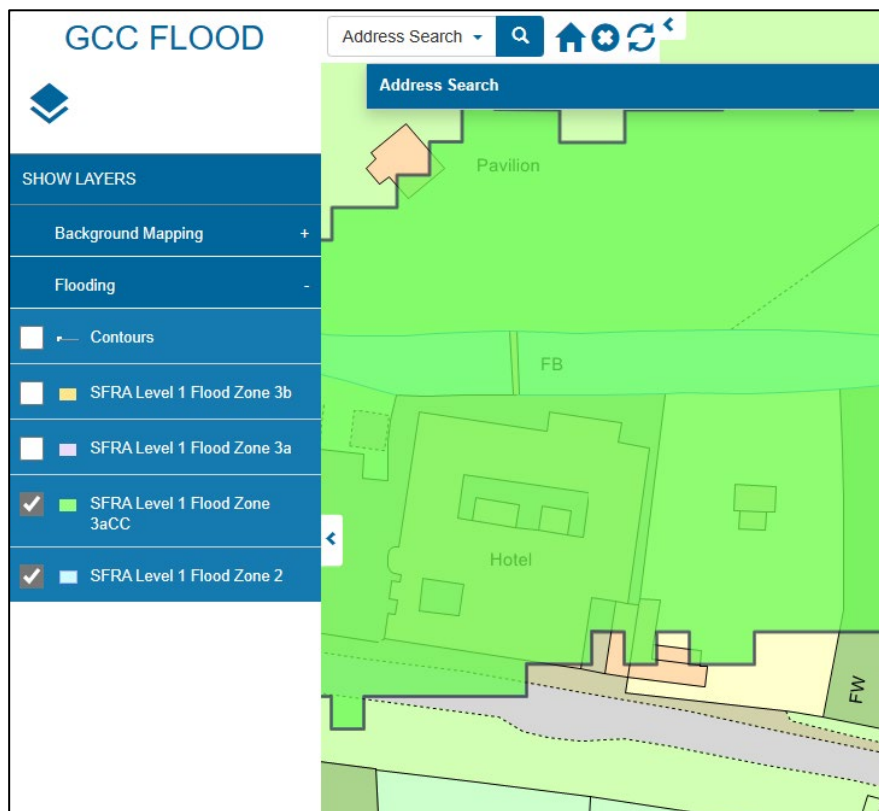 GCC FLOOD
Address Search
Address Search
SHOW LAYERS
Background Mapping +
Flooding -
Contours
SFRA Level 1 Flood Zone 3b
SFRA Level 1 Flood Zone 3a
SFRA Level 1 Flood Zone
3aCC
SFRA Level 1 Flood Zone 2
Pavilion
FB
Hotel
FW